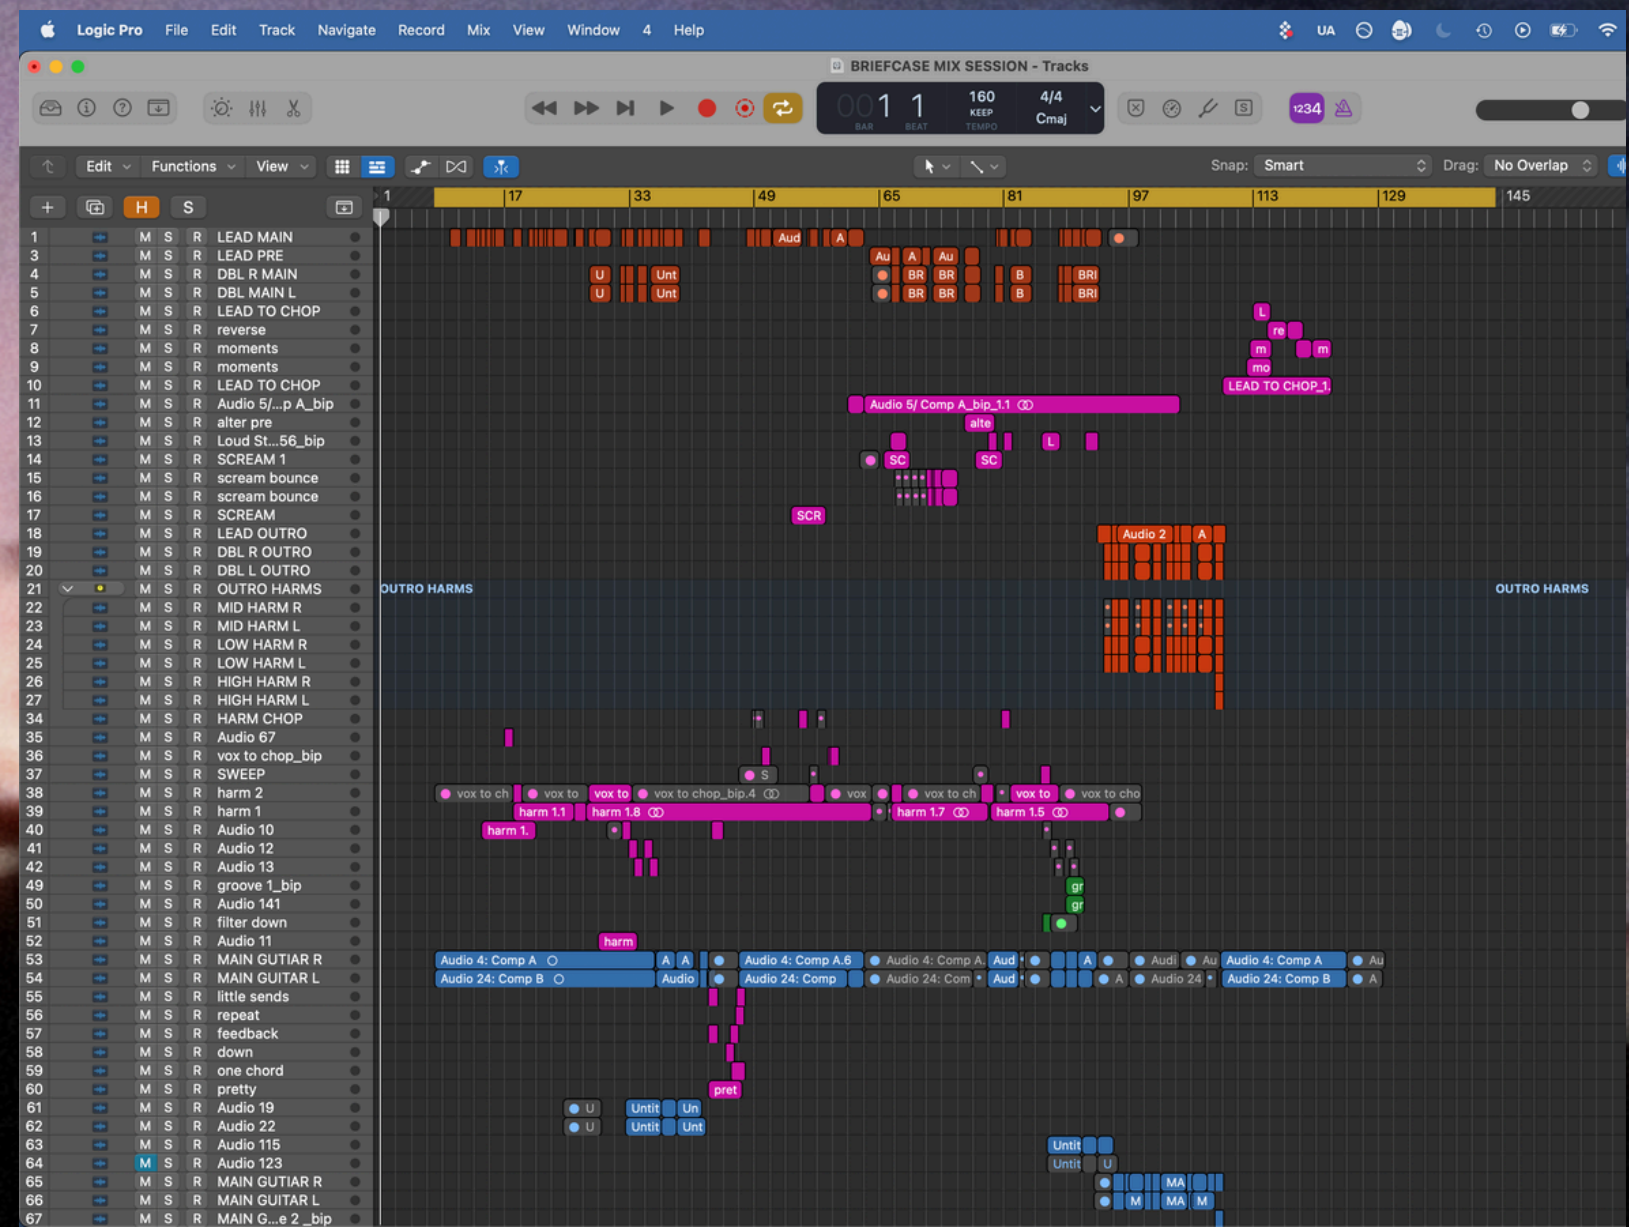 Logic Pro File Edit Track Navigate Record Mix View Window 4 Help UA
BRIEFCASE MIX SESSION - Tracks
001 1 160 4/4
KEEP Cmaj
BAR BEAT TEMPO
1234
S
Edit Functions View Snap: Smart Drag: No Overlap
+ H S 1 17 33 49 65 81 97 113 129 145
1 M S R LEAD MAIN Aud A
3 M S R LEAD PRE Au A Au
4 M S R DBL R MAIN U Unt BR BR B BRI
5 M S R DBL MAIN L U Unt BR BR B BRI
6 M S R LEAD TO CHOP L
7 M S R reverse re
8 M S R moments m m
9 M S R moments mo
10 M S R LEAD TO CHOP LEAD TO CHOP_1.
11 M S R Audio 5/...p A_bip Audio 5/ Comp A_bip_1.1
12 M S R alter pre alte
13 M S R Loud St...56_bip L
14 M S R SCREAM 1 SC SC
15 M S R scream bounce
16 M S R scream bounce
17 M S R SCREAM SCR
18 M S R LEAD OUTRO Audio 2 A
19 M S R DBL R OUTRO
20 M S R DBL L OUTRO
21 M S R OUTRO HARMS OUTRO HARMS OUTRO HARMS
22 M S R MID HARM R
23 M S R MID HARM L
24 M S R LOW HARM R
25 M S R LOW HARM L
26 M S R HIGH HARM R
27 M S R HIGH HARM L
34 M S R HARM CHOP
35 M S R Audio 67
36 M S R vox to chop_bip
37 M S R SWEEP S
38 M S R harm 2 vox to ch vox to vox to vox to chop_bip.4 vox vox to ch vox to vox to cho
39 M S R harm 1 harm 1.1 harm 1.8 harm 1.7 harm 1.5
40 M S R Audio 10 harm 1.
41 M S R Audio 12
42 M S R Audio 13
49 M S R groove 1_bip gr
50 M S R Audio 141 gr
51 M S R filter down
52 M S R Audio 11 harm
53 M S R MAIN GUTIAR R Audio 4: Comp A A A Audio 4: Comp A.6 Audio 4: Comp A. Aud A Audi Au Audio 4: Comp A Au
54 M S R MAIN GUITAR L Audio 24: Comp B Audio Audio 24: Comp Audio 24: Com Aud A Audio 24 Audio 24: Comp B A
55 M S R little sends
56 M S R repeat
57 M S R feedback
58 M S R down
59 M S R one chord
60 M S R pretty pret
61 M S R Audio 19 U Untit Un
62 M S R Audio 22 U Untit Unt
63 M S R Audio 115 Untit
64 M S R Audio 123 Untit U
65 M S R MAIN GUTIAR R MA
66 M S R MAIN GUITAR L M MA M
67 M S R MAIN G...e 2 _bip